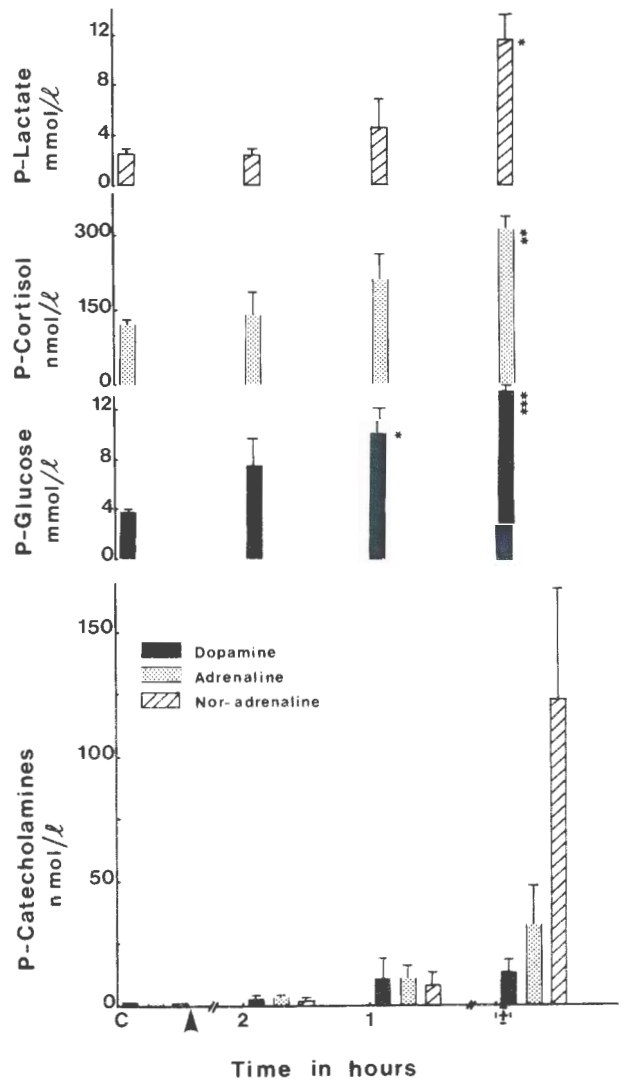 P-Lactate
mmol/ℓ
12
8
4
0
*
P-Cortisol
nmol/ℓ
300
150
0
**
P-Glucose
mmol/ℓ
12
8
4
0
*
***
P-Catecholamines
nmol/ℓ
150
100
50
0
Dopamine
Adrenaline
Nor-adrenaline
C
2
1
Time in hours